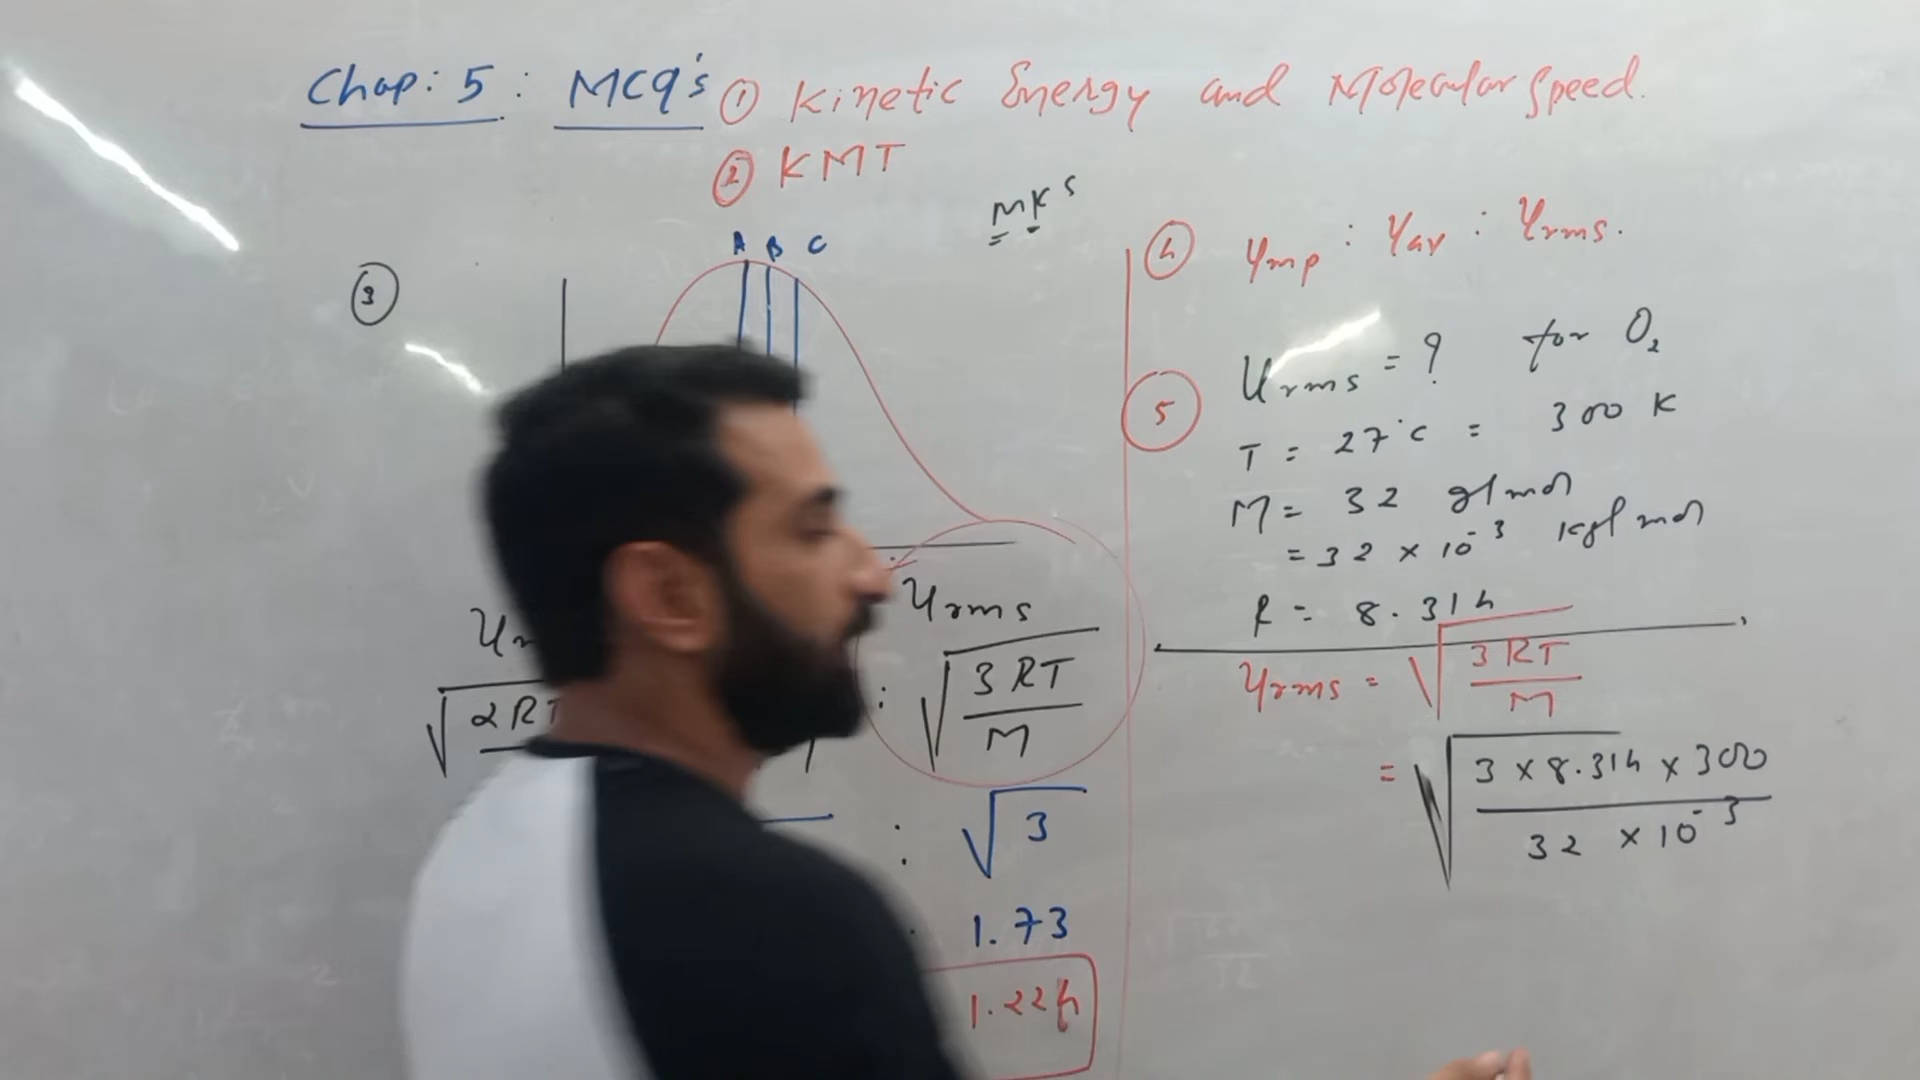 Chap: 5 : MCQ's ① Kinetic Energy and Molecular Speed.
② KMT
MKS
A B C
③
Urms
√2RT : √3RT/M
: √3
1.73
1.224
④ Ump : Uav : Urms.
⑤ Urms = ? for O₂
T = 27°C = 300 K
M = 32 g/mol
= 32 × 10⁻³ kg/mol
R = 8.314
Urms = √3RT/M
= √3 × 8.314 × 300 / 32 × 10⁻³